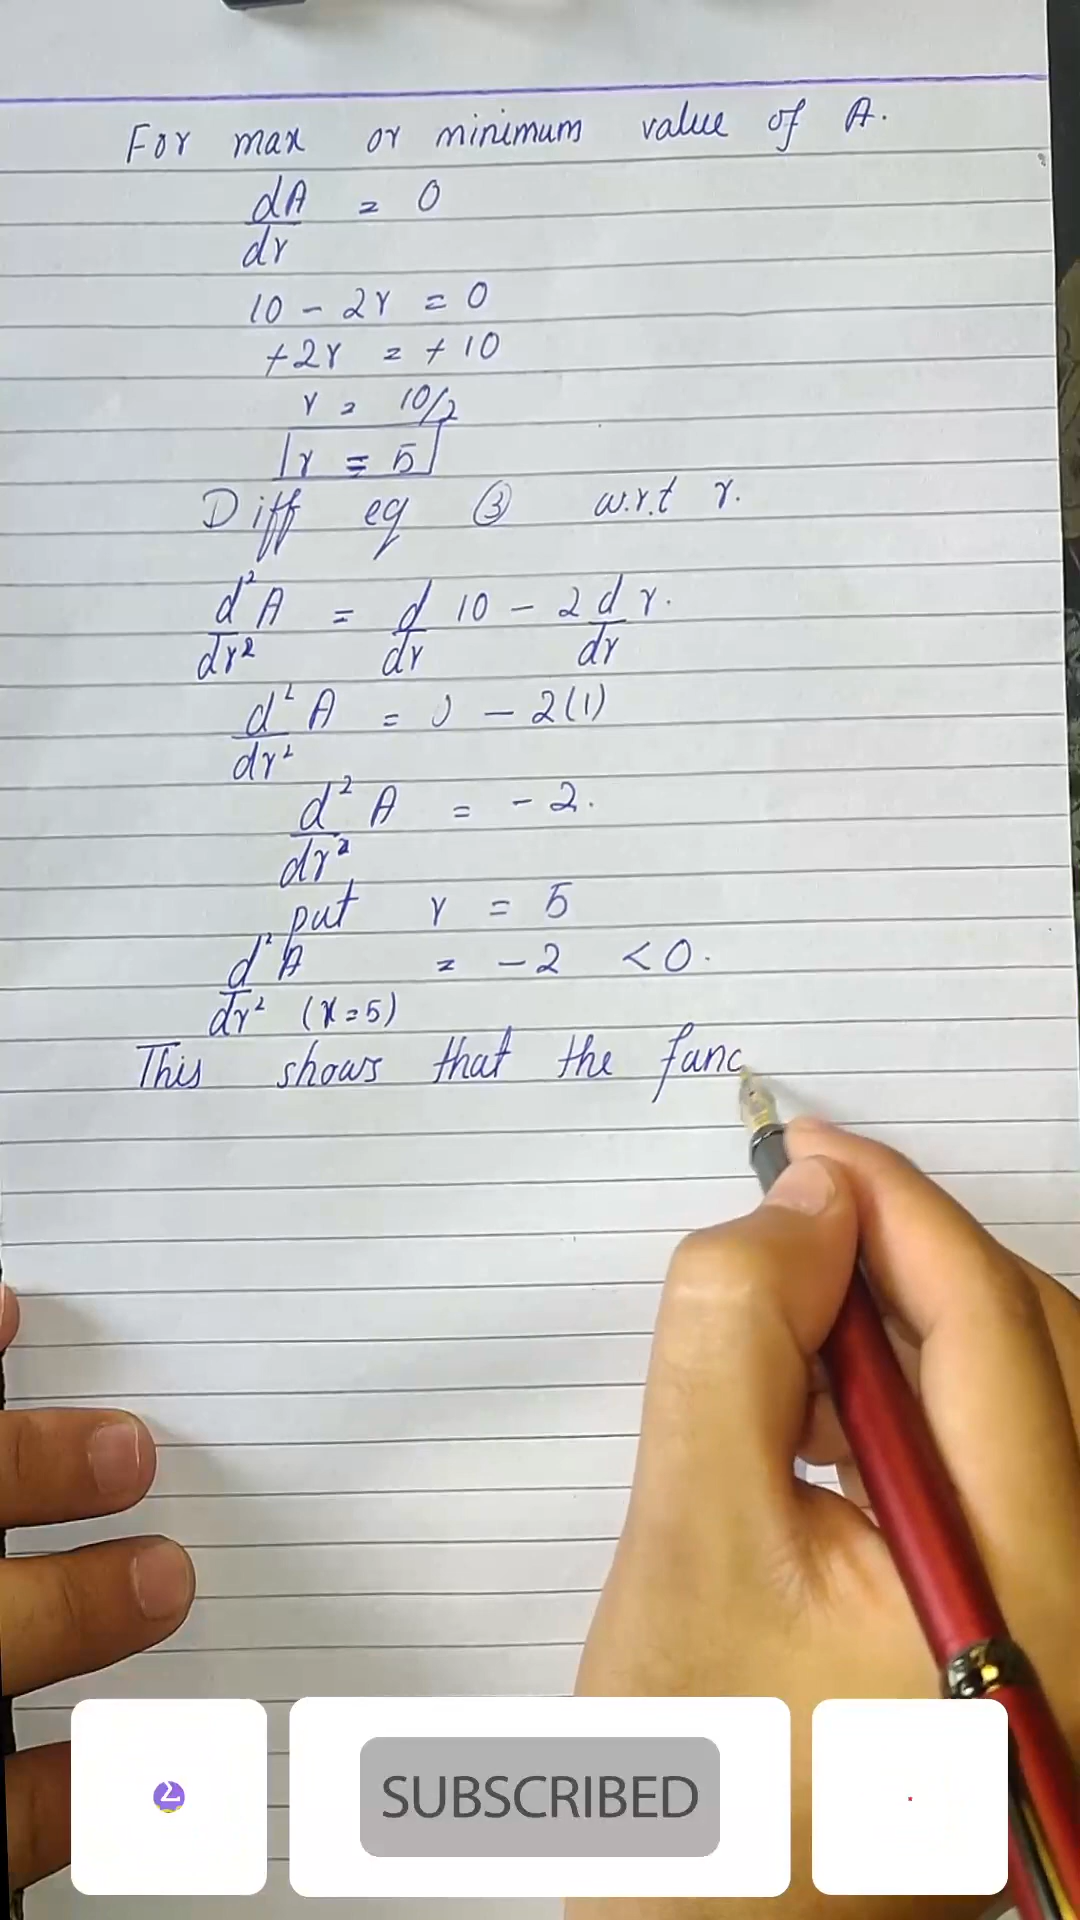 For max or minimum value of A.
dA/dr = 0
10 - 2r = 0
+2r = +10
r = 10/2
r = 5
Diff eq ③ w.r.t r.
d²A/dr² = d/dr 10 - 2 d/dr r.
d²A/dr² = 0 - 2(1)
d²A/dr² = -2.
put r = 5
d²A/dr² (x=5) = -2 <0.
This shows that the func
Σ
SUBSCRIBED